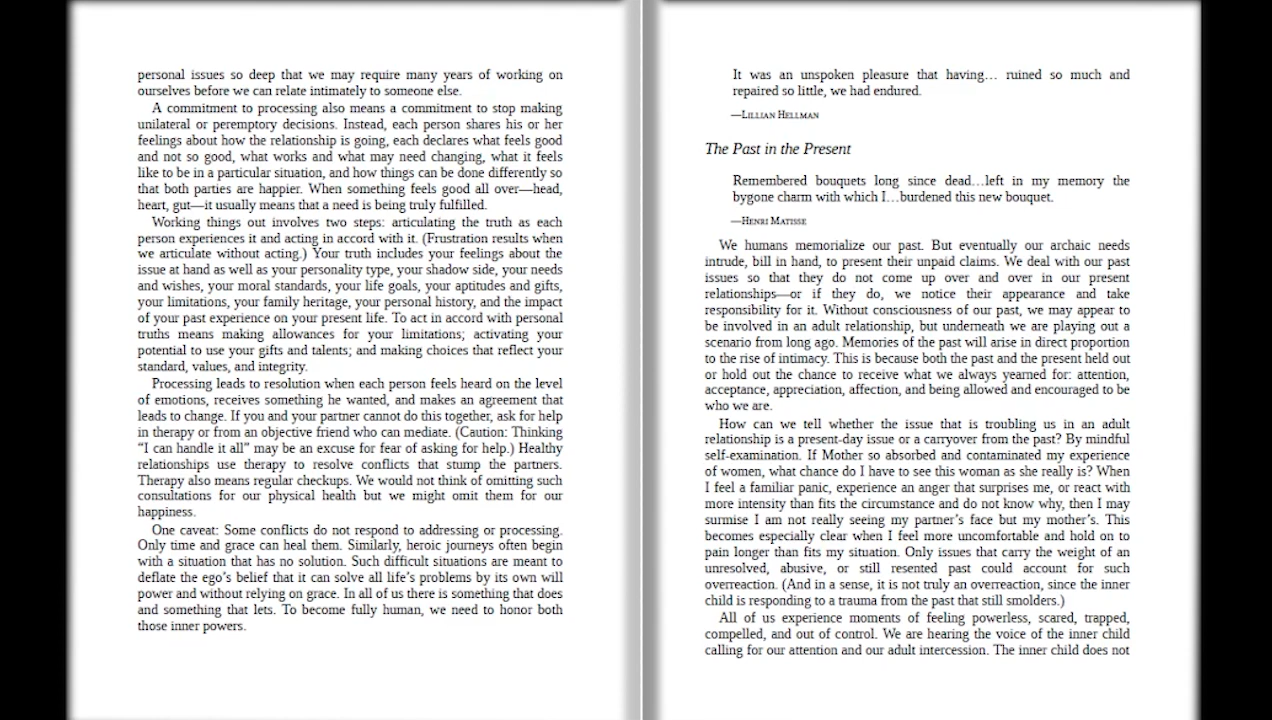 personal issues so deep that we may require many years of working on
ourselves before we can relate intimately to someone else.
A commitment to processing also means a commitment to stop making
unilateral or peremptory decisions. Instead, each person shares his or her
feelings about how the relationship is going, each declares what feels good
and not so good, what works and what may need changing, what it feels
like to be in a particular situation, and how things can be done differently so
that both parties are happier. When something feels good all over—head,
heart, gut—it usually means that a need is being truly fulfilled.
Working things out involves two steps: articulating the truth as each
person experiences it and acting in accord with it. (Frustration results when
we articulate without acting.) Your truth includes your feelings about the
issue at hand as well as your personality type, your shadow side, your needs
and wishes, your moral standards, your life goals, your aptitudes and gifts,
your limitations, your family heritage, your personal history, and the impact
of your past experience on your present life. To act in accord with personal
truths means making allowances for your limitations; activating your
potential to use your gifts and talents; and making choices that reflect your
standard, values, and integrity.
Processing leads to resolution when each person feels heard on the level
of emotions, receives something he wanted, and makes an agreement that
leads to change. If you and your partner cannot do this together, ask for help
in therapy or from an objective friend who can mediate. (Caution: Thinking
“I can handle it all” may be an excuse for fear of asking for help.) Healthy
relationships use therapy to resolve conflicts that stump the partners.
Therapy also means regular checkups. We would not think of omitting such
consultations for our physical health but we might omit them for our
happiness.
One caveat: Some conflicts do not respond to addressing or processing.
Only time and grace can heal them. Similarly, heroic journeys often begin
with a situation that has no solution. Such difficult situations are meant to
deflate the ego’s belief that it can solve all life’s problems by its own will
power and without relying on grace. In all of us there is something that does
and something that lets. To become fully human, we need to honor both
those inner powers.
It was an unspoken pleasure that having… ruined so much and
repaired so little, we had endured.
—LILLIAN HELLMAN
The Past in the Present
Remembered bouquets long since dead…left in my memory the
bygone charm with which I…burdened this new bouquet.
—HENRI MATISSE
We humans memorialize our past. But eventually our archaic needs
intrude, bill in hand, to present their unpaid claims. We deal with our past
issues so that they do not come up over and over in our present
relationships—or if they do, we notice their appearance and take
responsibility for it. Without consciousness of our past, we may appear to
be involved in an adult relationship, but underneath we are playing out a
scenario from long ago. Memories of the past will arise in direct proportion
to the rise of intimacy. This is because both the past and the present held out
or hold out the chance to receive what we always yearned for: attention,
acceptance, appreciation, affection, and being allowed and encouraged to be
who we are.
How can we tell whether the issue that is troubling us in an adult
relationship is a present-day issue or a carryover from the past? By mindful
self-examination. If Mother so absorbed and contaminated my experience
of women, what chance do I have to see this woman as she really is? When
I feel a familiar panic, experience an anger that surprises me, or react with
more intensity than fits the circumstance and do not know why, then I may
surmise I am not really seeing my partner’s face but my mother’s. This
becomes especially clear when I feel more uncomfortable and hold on to
pain longer than fits my situation. Only issues that carry the weight of an
unresolved, abusive, or still resented past could account for such
overreaction. (And in a sense, it is not truly an overreaction, since the inner
child is responding to a trauma from the past that still smolders.)
All of us experience moments of feeling powerless, scared, trapped,
compelled, and out of control. We are hearing the voice of the inner child
calling for our attention and our adult intercession. The inner child does not